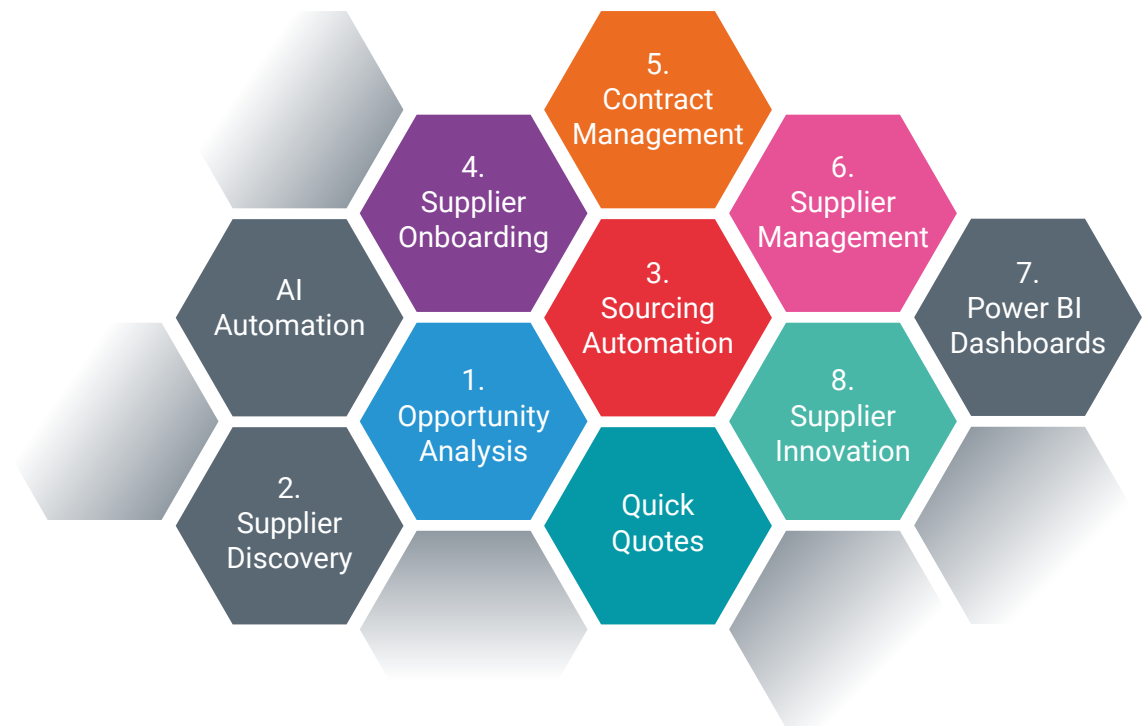 5.
Contract
Management
4.
Supplier
Onboarding
6.
Supplier
Management
AI
Automation
3.
Sourcing
Automation
7.
Power BI
Dashboards
1.
Opportunity
Analysis
8.
Supplier
Innovation
2.
Supplier
Discovery
Quick
Quotes